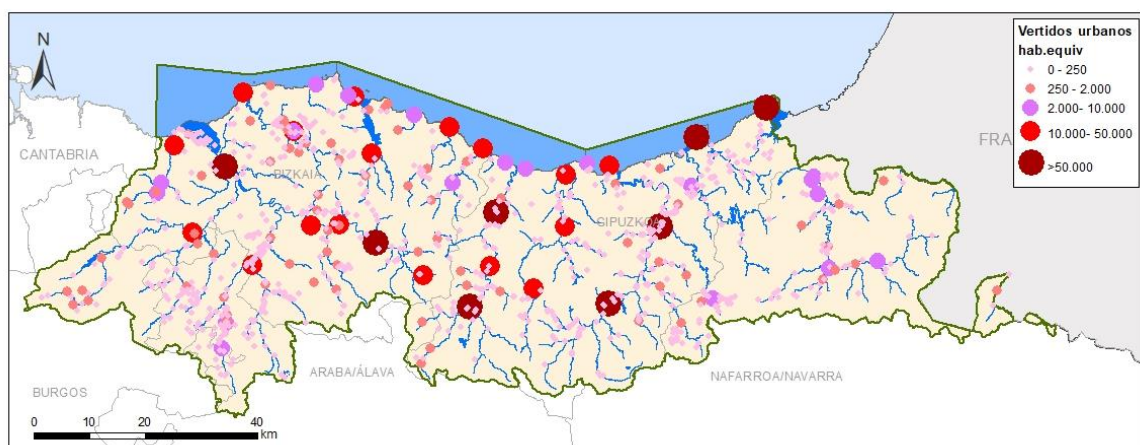 N
Vertidos urbanos
hab.equiv
0 - 250
250 - 2.000
2.000- 10.000
10.000- 50.000
>50.000
CANTABRIA
FRA
BIZKAIA
GIPUZKOA
ARABA/ÁLAVA
NAFARROA/NAVARRA
BURGOS
0 10 20 40
km